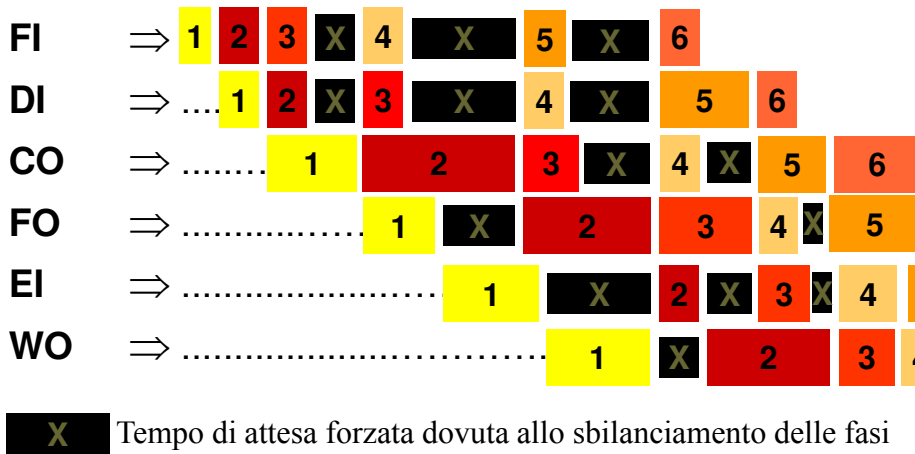 FI ⇒ 1 2 3 X 4 X 5 X 6
DI ⇒ ....1 2 X 3 X 4 X 5 6
CO ⇒ ........ 1 2 3 X 4 X 5 6
FO ⇒ .................... 1 X 2 3 4 X 5
EI ⇒ ............................ 1 X 2 X 3 X 4
WO ⇒ ....................................... 1 X 2 3
X Tempo di attesa forzata dovuta allo sbilanciamento delle fasi